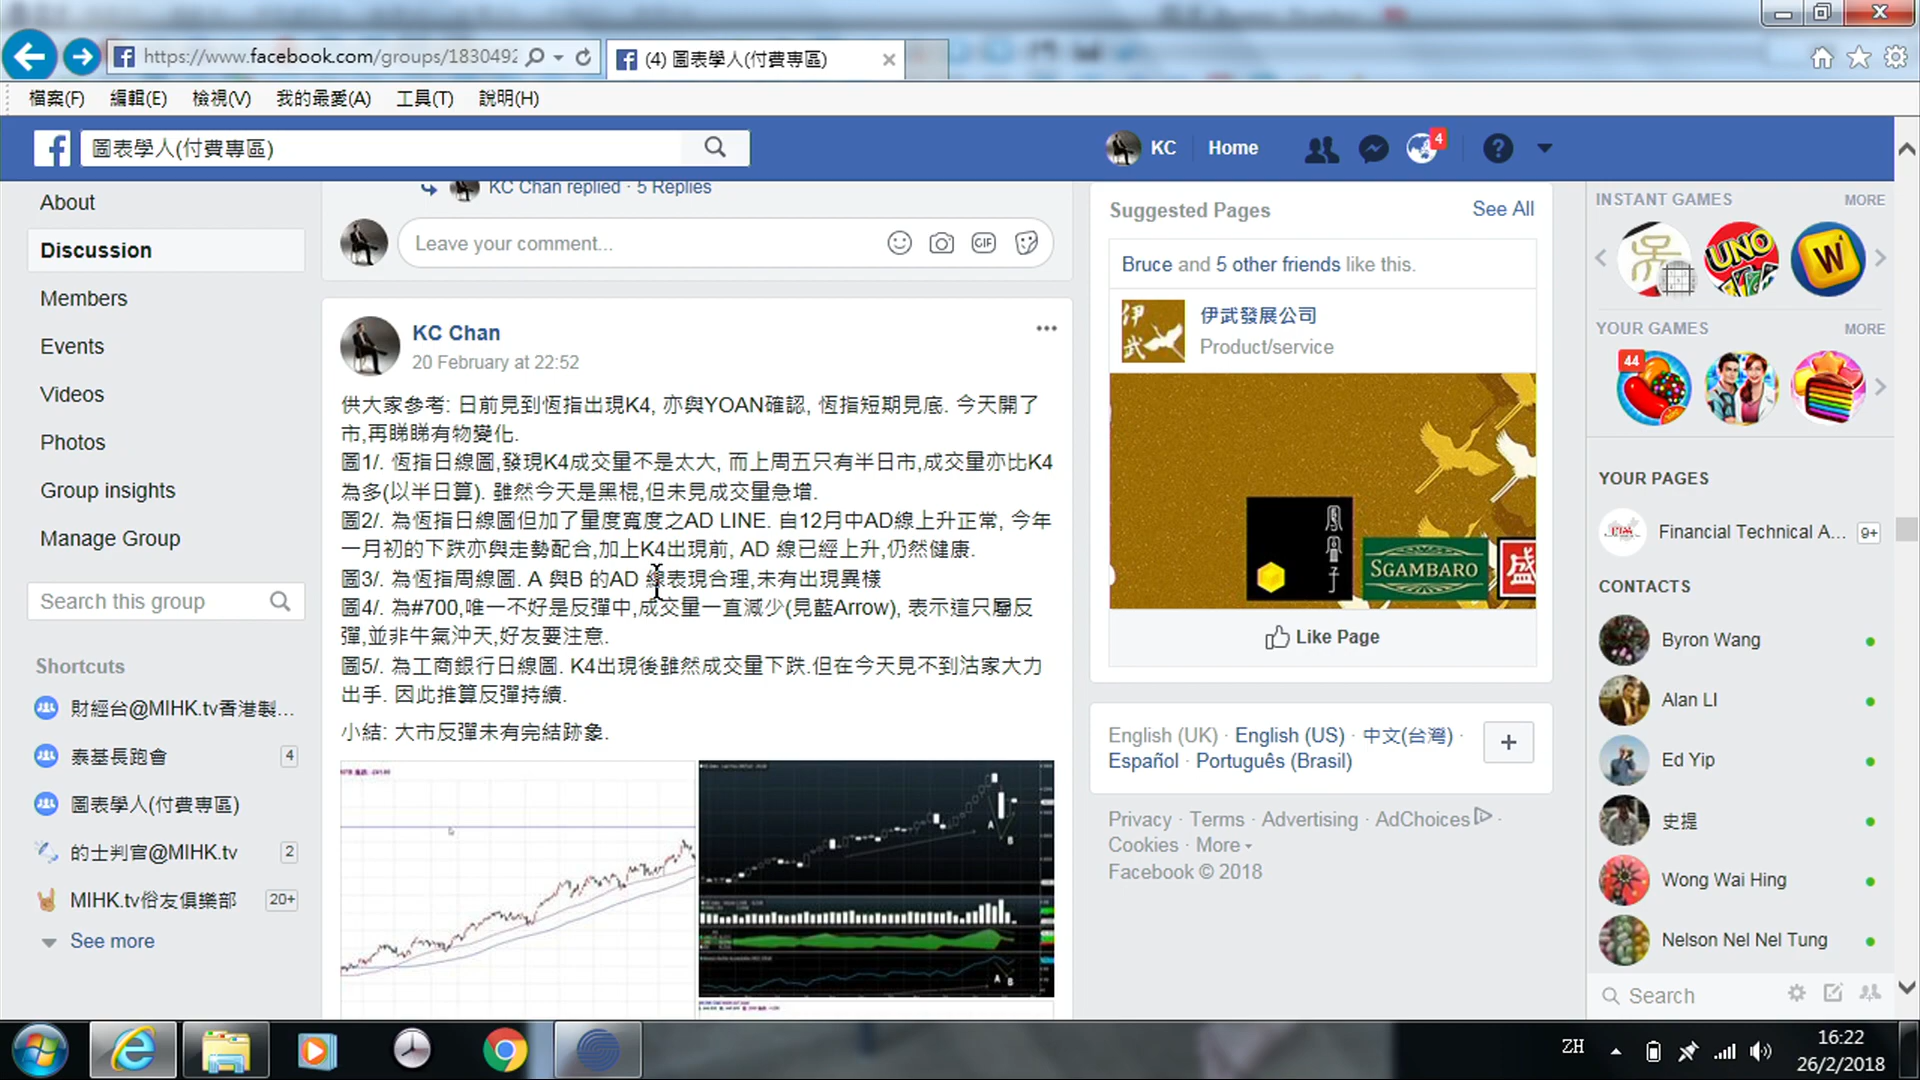 https://www.facebook.com/groups/1830492
(4) 圖表學人(付費專區)
檔案(F) 編輯(E) 檢視(V) 我的最愛(A) 工具(T) 說明(H)
圖表學人(付費專區)
KC
Home
4
About
Discussion
Members
Events
Videos
Photos
Group insights
Manage Group
Search this group
Shortcuts
財經台@MIHK.tv香港製...
泰基長跑會 4
圖表學人(付費專區)
的士判官@MIHK.tv 2
MIHK.tv俗友俱樂部 20+
See more
KC Chan replied · 5 Replies
Leave your comment...
GIF
KC Chan
20 February at 22:52
供大家參考: 日前見到恆指出現K4, 亦與YOAN確認, 恆指短期見底. 今天開了
市,再睇睇有物變化.
圖1/. 恆指日線圖,發現K4成交量不是太大, 而上周五只有半日市,成交量亦比K4
為多(以半日算). 雖然今天是黑棍,但未見成交量急增.
圖2/. 為恆指日線圖但加了量度寬度之AD LINE. 自12月中AD線上升正常, 今年
一月初的下跌亦與走勢配合,加上K4出現前, AD 線已經上升,仍然健康.
圖3/. 為恆指周線圖. A 與B 的AD 線表現合理,未有出現異樣
圖4/. 為#700,唯一不好是反彈中,成交量一直減少(見藍Arrow), 表示這只屬反
彈,並非牛氣沖天,好友要注意.
圖5/. 為工商銀行日線圖. K4出現後雖然成交量下跌.但在今天見不到沽家大力
出手. 因此推算反彈持續.
小結: 大市反彈未有完結跡象.
A
B
A
B
Suggested Pages
See All
Bruce and 5 other friends like this.
伊武
伊武發展公司
Product/service
SGAMBARO
盛
Like Page
English (UK) · English (US) · 中文(台灣) ·
Español · Português (Brasil)
Privacy · Terms · Advertising · AdChoices ·
Cookies · More
Facebook © 2018
INSTANT GAMES MORE
UNO
W
YOUR GAMES MORE
44
YOUR PAGES
Financial Technical A... 9+
CONTACTS
Byron Wang
Alan LI
Ed Yip
史提
Wong Wai Hing
Nelson Nel Nel Tung
Search
ZH
16:22
26/2/2018